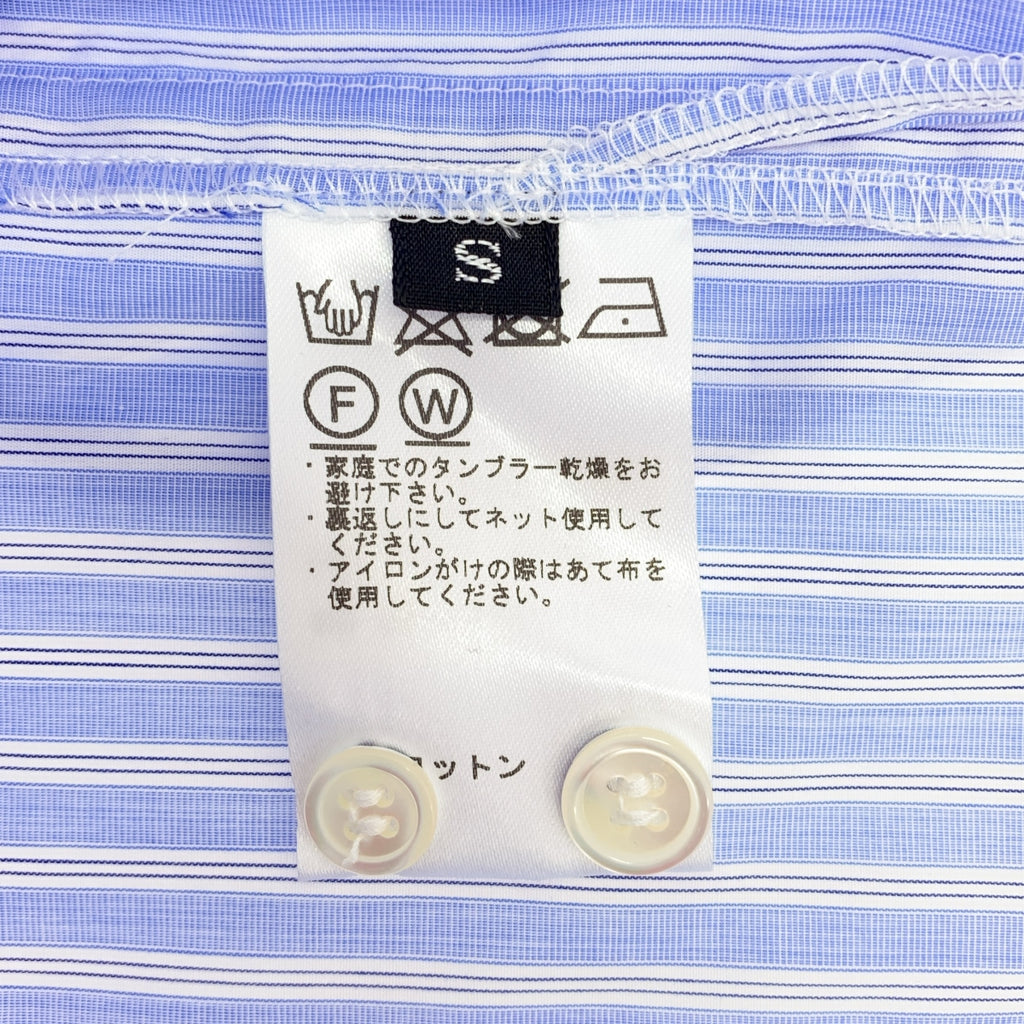 S
F W
・家庭でのタンブラー乾燥をお
避け下さい。
・裏返しにしてネット使用して
ください。
・アイロンがけの際はあて布を
使用してください。
コットン